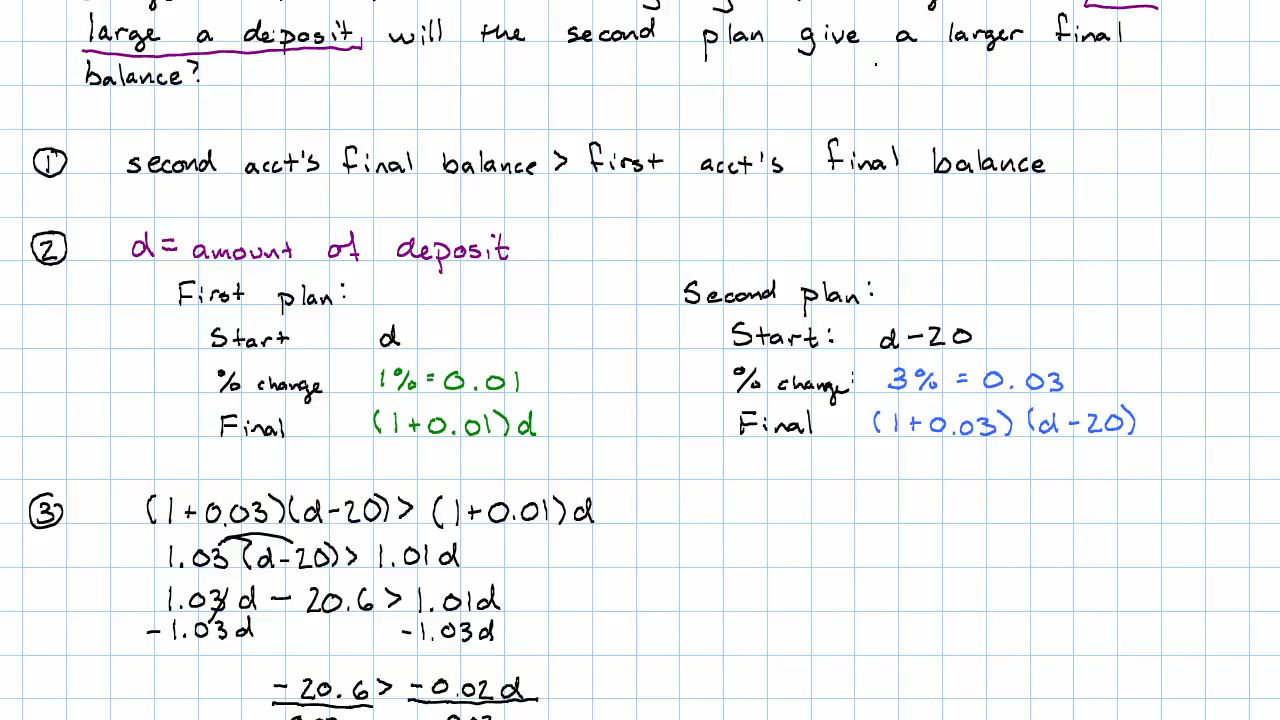 large a deposit will the second plan give a larger final
balance?
① second acct's final balance > first acct's final balance
② d = amount of deposit
First plan:
Start d
% change 1% = 0.01
Final (1+0.01)d
Second plan:
Start: d-20
% change: 3% = 0.03
Final (1+0.03)(d-20)
③ (1+0.03)(d-20) > (1+0.01)d
1.03(d-20) > 1.01d
1.03d - 20.6 > 1.01d
-1.03d -1.03d
-20.6 > -0.02d